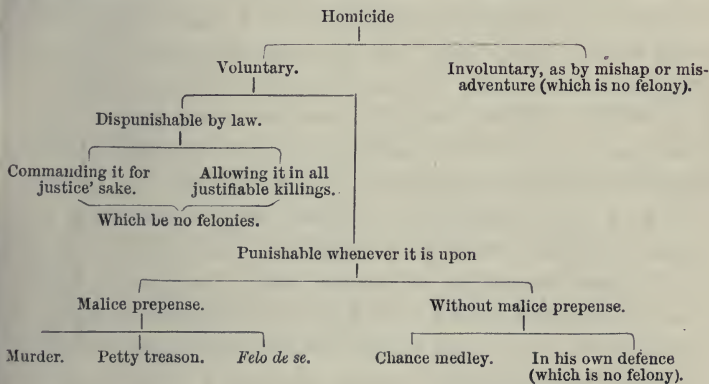 Homicide
Voluntary.
Involuntary, as by mishap or mis-
adventure (which is no felony).
Dispunishable by law.
Commanding it for
justice' sake.
Allowing it in all
justifiable killings.
Which be no felonies.
Punishable whenever it is upon
Malice prepense.
Without malice prepense.
Murder.
Petty treason.
Felo de se.
Chance medley.
In his own defence
(which is no felony).